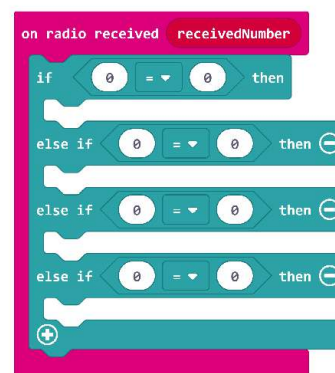 on radio received receivedNumber
if 0 = 0 then
else if 0 = 0 then
else if 0 = 0 then
else if 0 = 0 then